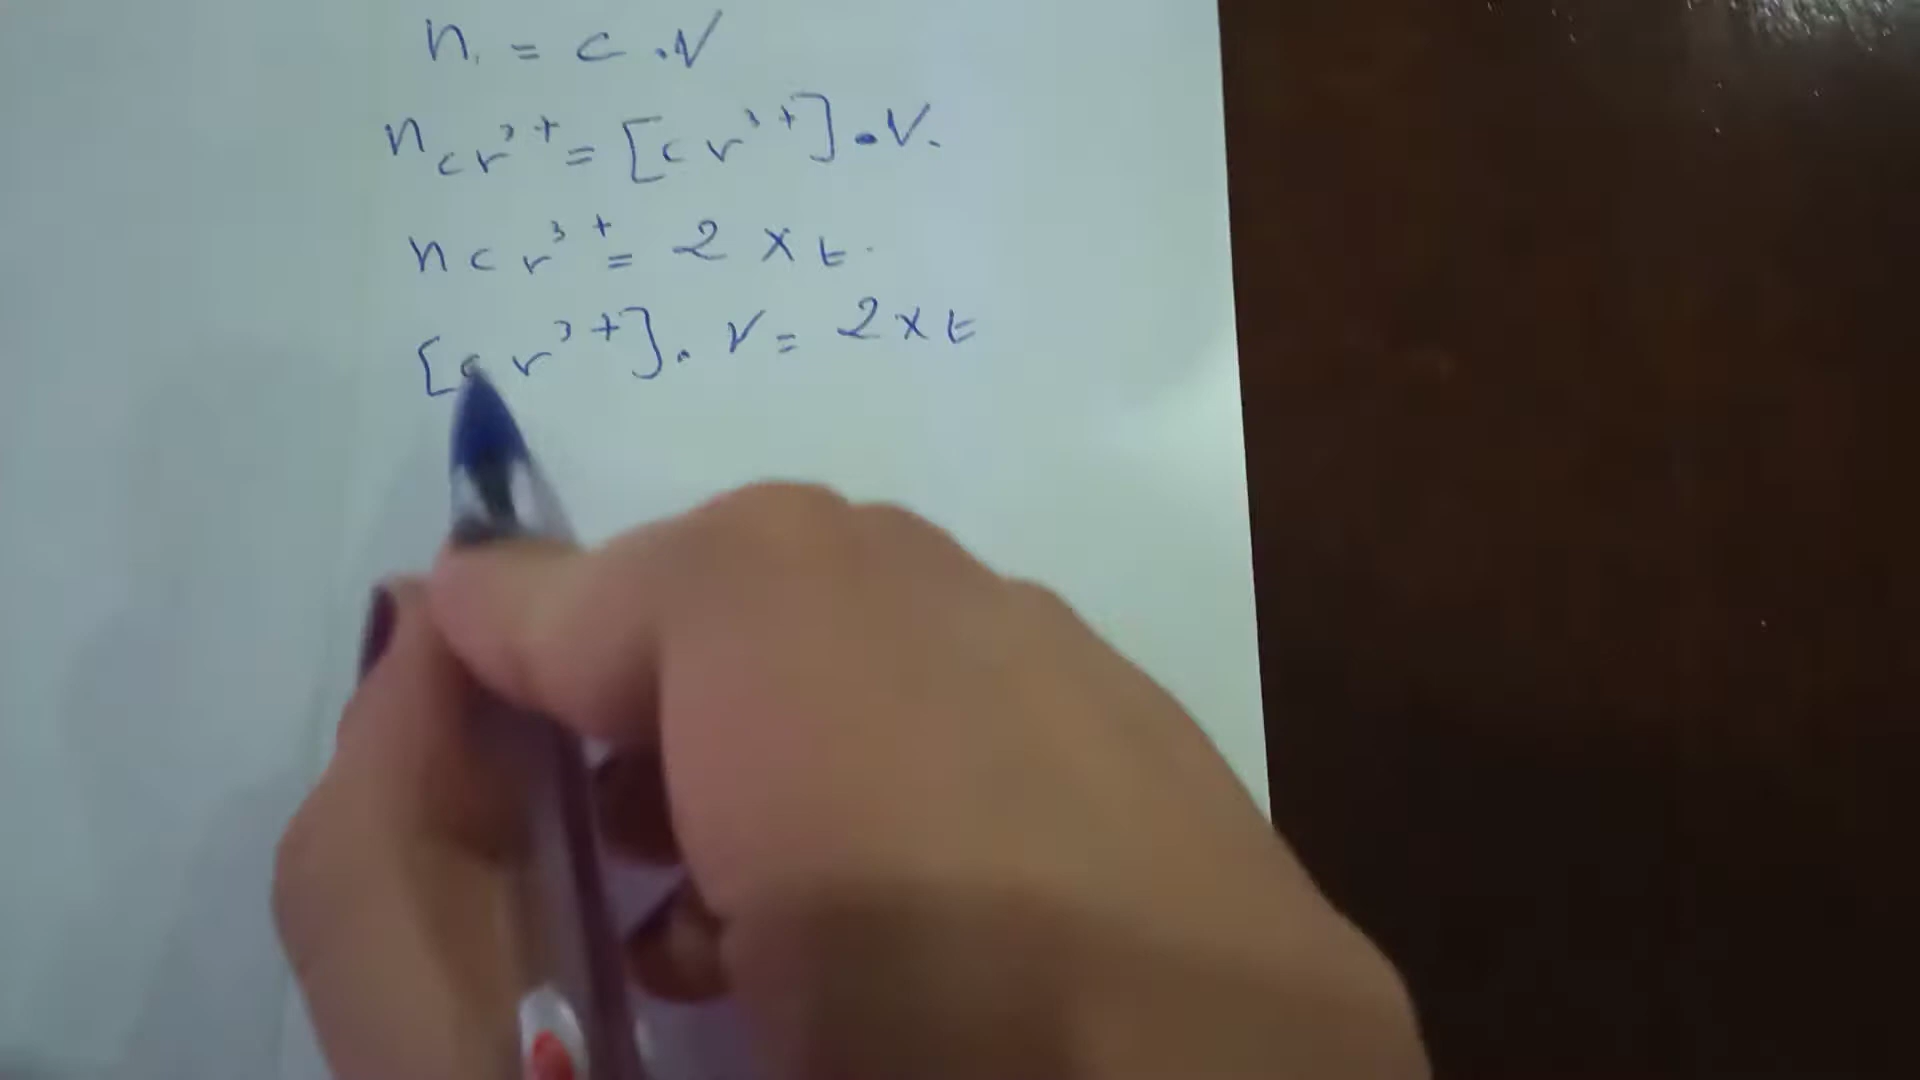 n = c . V
n Cr³⁺ = [Cr³⁺] . V.
n Cr³⁺ = 2 x t.
[Cr³⁺] . V = 2 x t